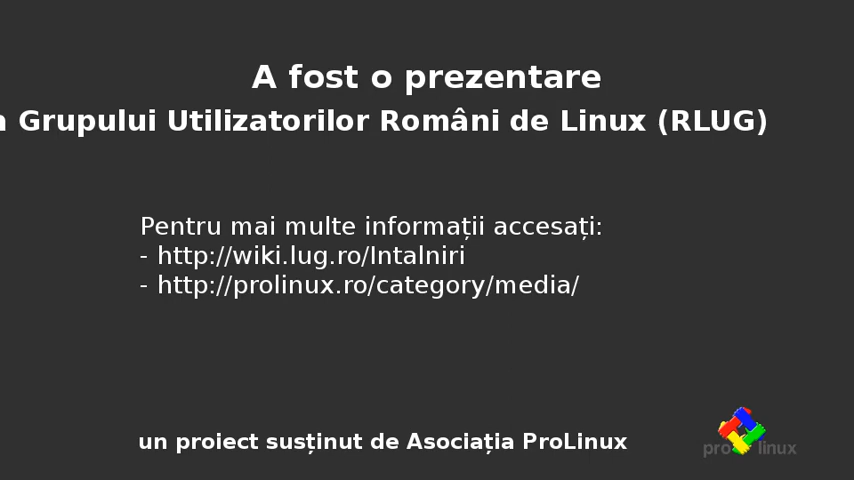 A fost o prezentare
Grupului Utilizatorilor Români de Linux (RLUG)
Pentru mai multe informații accesați:
- http://wiki.lug.ro/Intalniri
- http://prolinux.ro/category/media/
un proiect susținut de Asociația ProLinux
pro linux